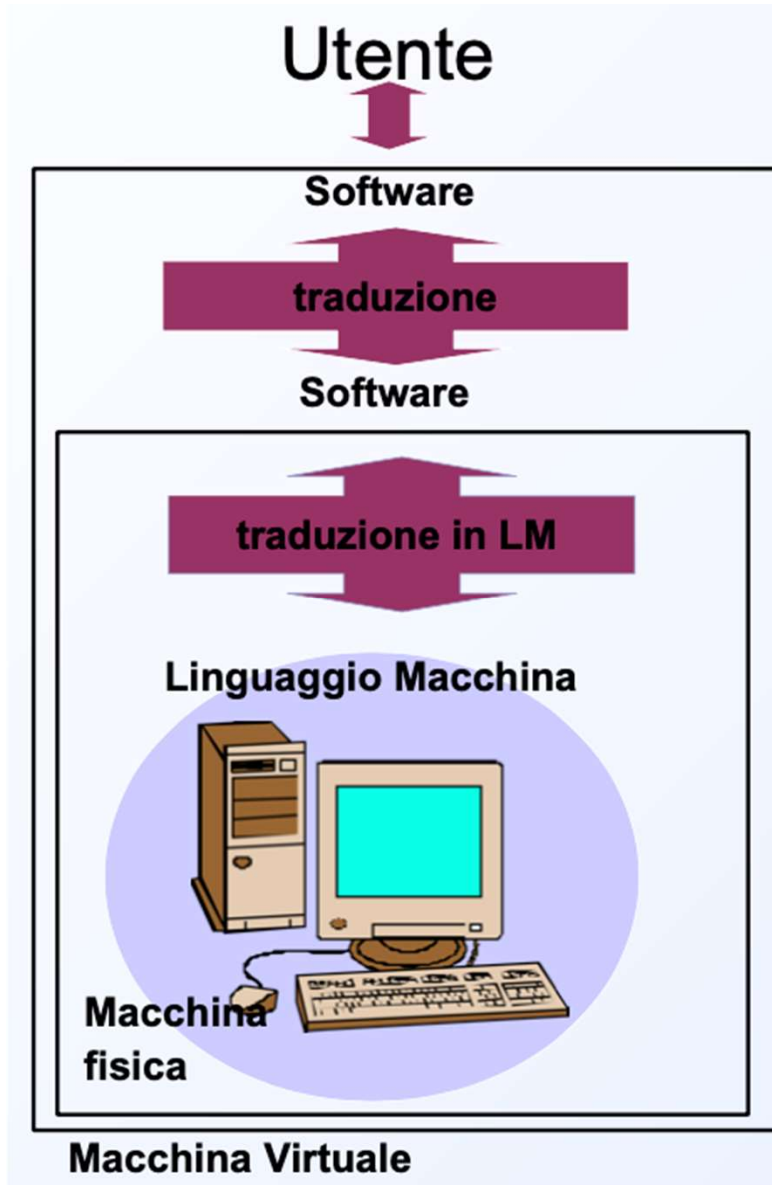 Utente
Software
traduzione
Software
traduzione in LM
Linguaggio Macchina
Macchina
fisica
Macchina Virtuale